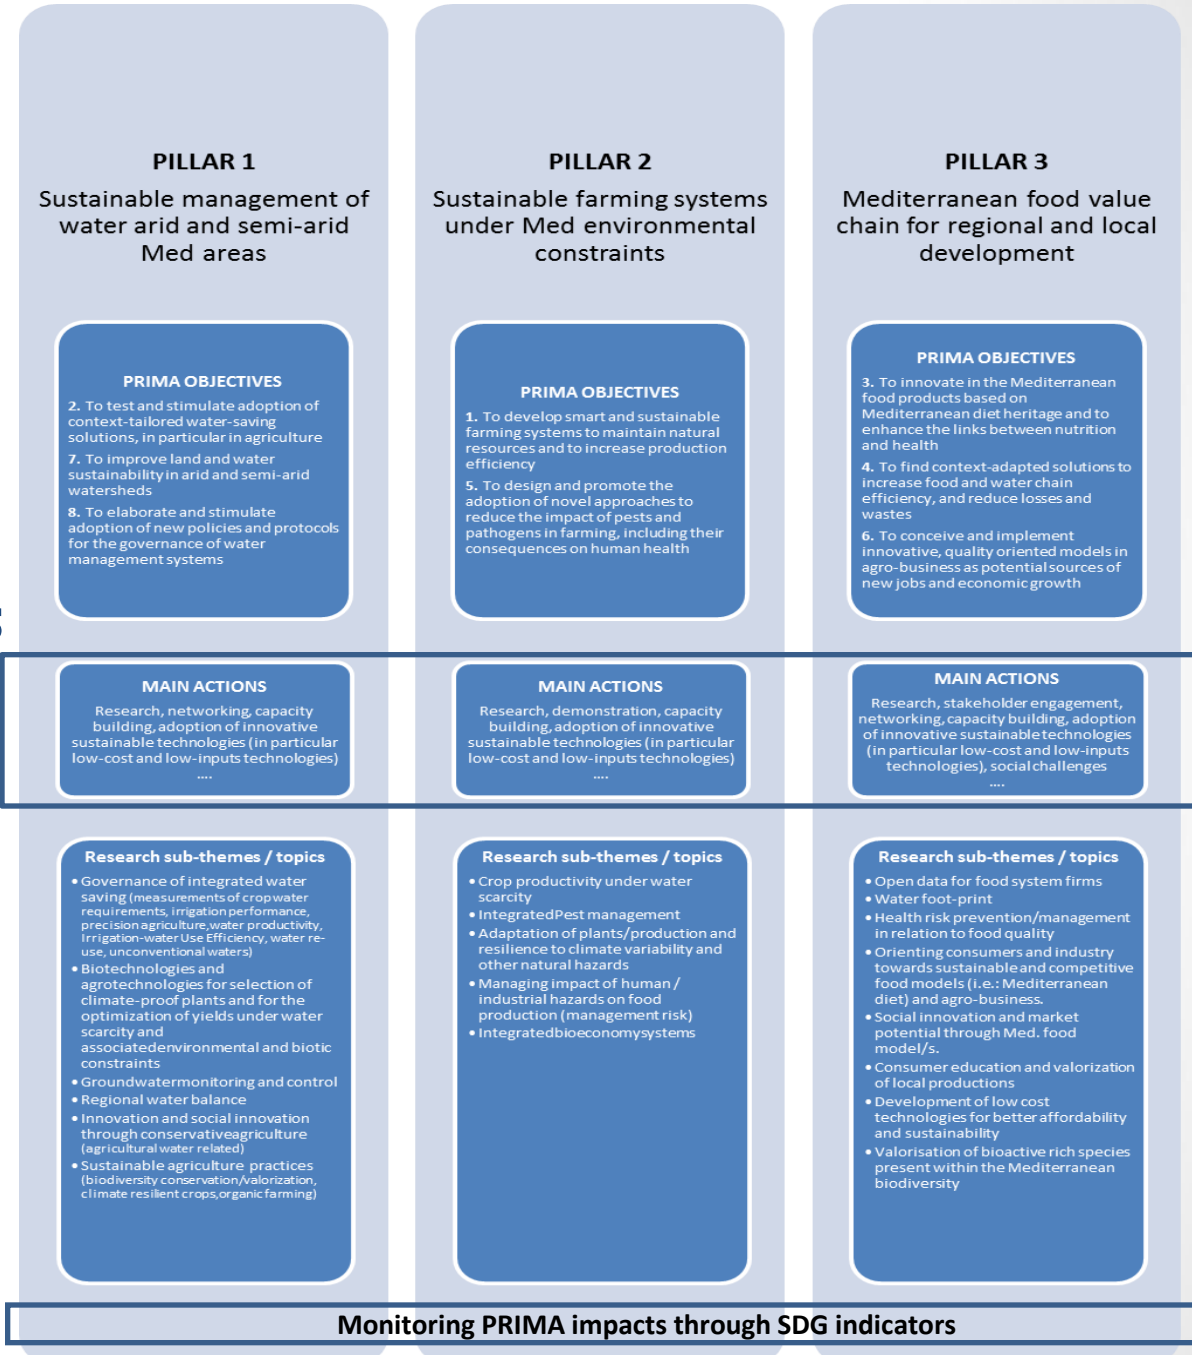 PILLAR 1
Sustainable management of
water arid and semi-arid
Med areas
PRIMA OBJECTIVES
2. To test and stimulate adoption of
context-tailored water-saving
solutions, in particular in agriculture
7. To improve land and water
sustainability in arid and semi-arid
watersheds
8. To elaborate and stimulate
adoption of new policies and protocols
for the governance of water
management systems
MAIN ACTIONS
Research, networking, capacity
building, adoption of innovative
sustainable technologies (in particular
low-cost and low-inputs technologies)
....
Research sub-themes / topics
• Governance of integrated water
saving (measurements of crop water
requirements, irrigation performance,
precision agriculture,water productivity,
Irrigation-water Use Efficiency, water re-
use, unconventional waters)
• Biotechnologies and
agrotechnologies for selection of
climate-proof plants and for the
optimization of yields under water
scarcity and
associatedenvironmental and biotic
constraints
• Groundwatermonitoring and control
• Regional water balance
• Innovation and social innovation
through conservativeagriculture
(agricultural water related)
• Sustainable agriculture practices
(biodiversity conservation/valorization,
climate resilient crops,organic farming)
PILLAR 2
Sustainable farming systems
under Med environmental
constraints
PRIMA OBJECTIVES
1. To develop smart and sustainable
farming systems to maintain natural
resources and to increase production
efficiency
5. To design and promote the
adoption of novel approaches to
reduce the impact of pests and
pathogens in farming, including their
consequences on human health
MAIN ACTIONS
Research, demonstration, capacity
building, adoption of innovative
sustainable technologies (in particular
low-cost and low-inputs technologies)
....
Research sub-themes / topics
• Crop productivity under water
scarcity
• IntegratedPest management
• Adaptation of plants/production and
resilience to climate variability and
other natural hazards
• Managing impact of human /
industrial hazards on food
production (management risk)
• Integratedbioeconomysystems
PILLAR 3
Mediterranean food value
chain for regional and local
development
PRIMA OBJECTIVES
3. To innovate in the Mediterranean
food products based on
Mediterranean diet heritage and to
enhance the links between nutrition
and health
4. To find context-adapted solutions to
increase food and water chain
efficiency, and reduce losses and
wastes
6. To conceive and implement
innovative, quality oriented models in
agro-business as potential sources of
new jobs and economic growth
MAIN ACTIONS
Research, stakeholder engagement,
networking, capacity building, adoption
of innovative sustainable technologies
(in particular low-cost and low-inputs
technologies), social challenges
....
Research sub-themes / topics
• Open data for food system firms
• Water foot-print
• Health risk prevention/management
in relation to food quality
• Orienting consumers and industry
towards sustainable and competitive
food models (i.e.: Mediterranean
diet) and agro-business.
• Social innovation and market
potential through Med. food
model/s.
• Consumer education and valorization
of local productions
• Development of low cost
technologies for better affordability
and sustainability
• Valorisation of bioactive rich species
present within the Mediterranean
biodiversity
Monitoring PRIMA impacts through SDG indicators